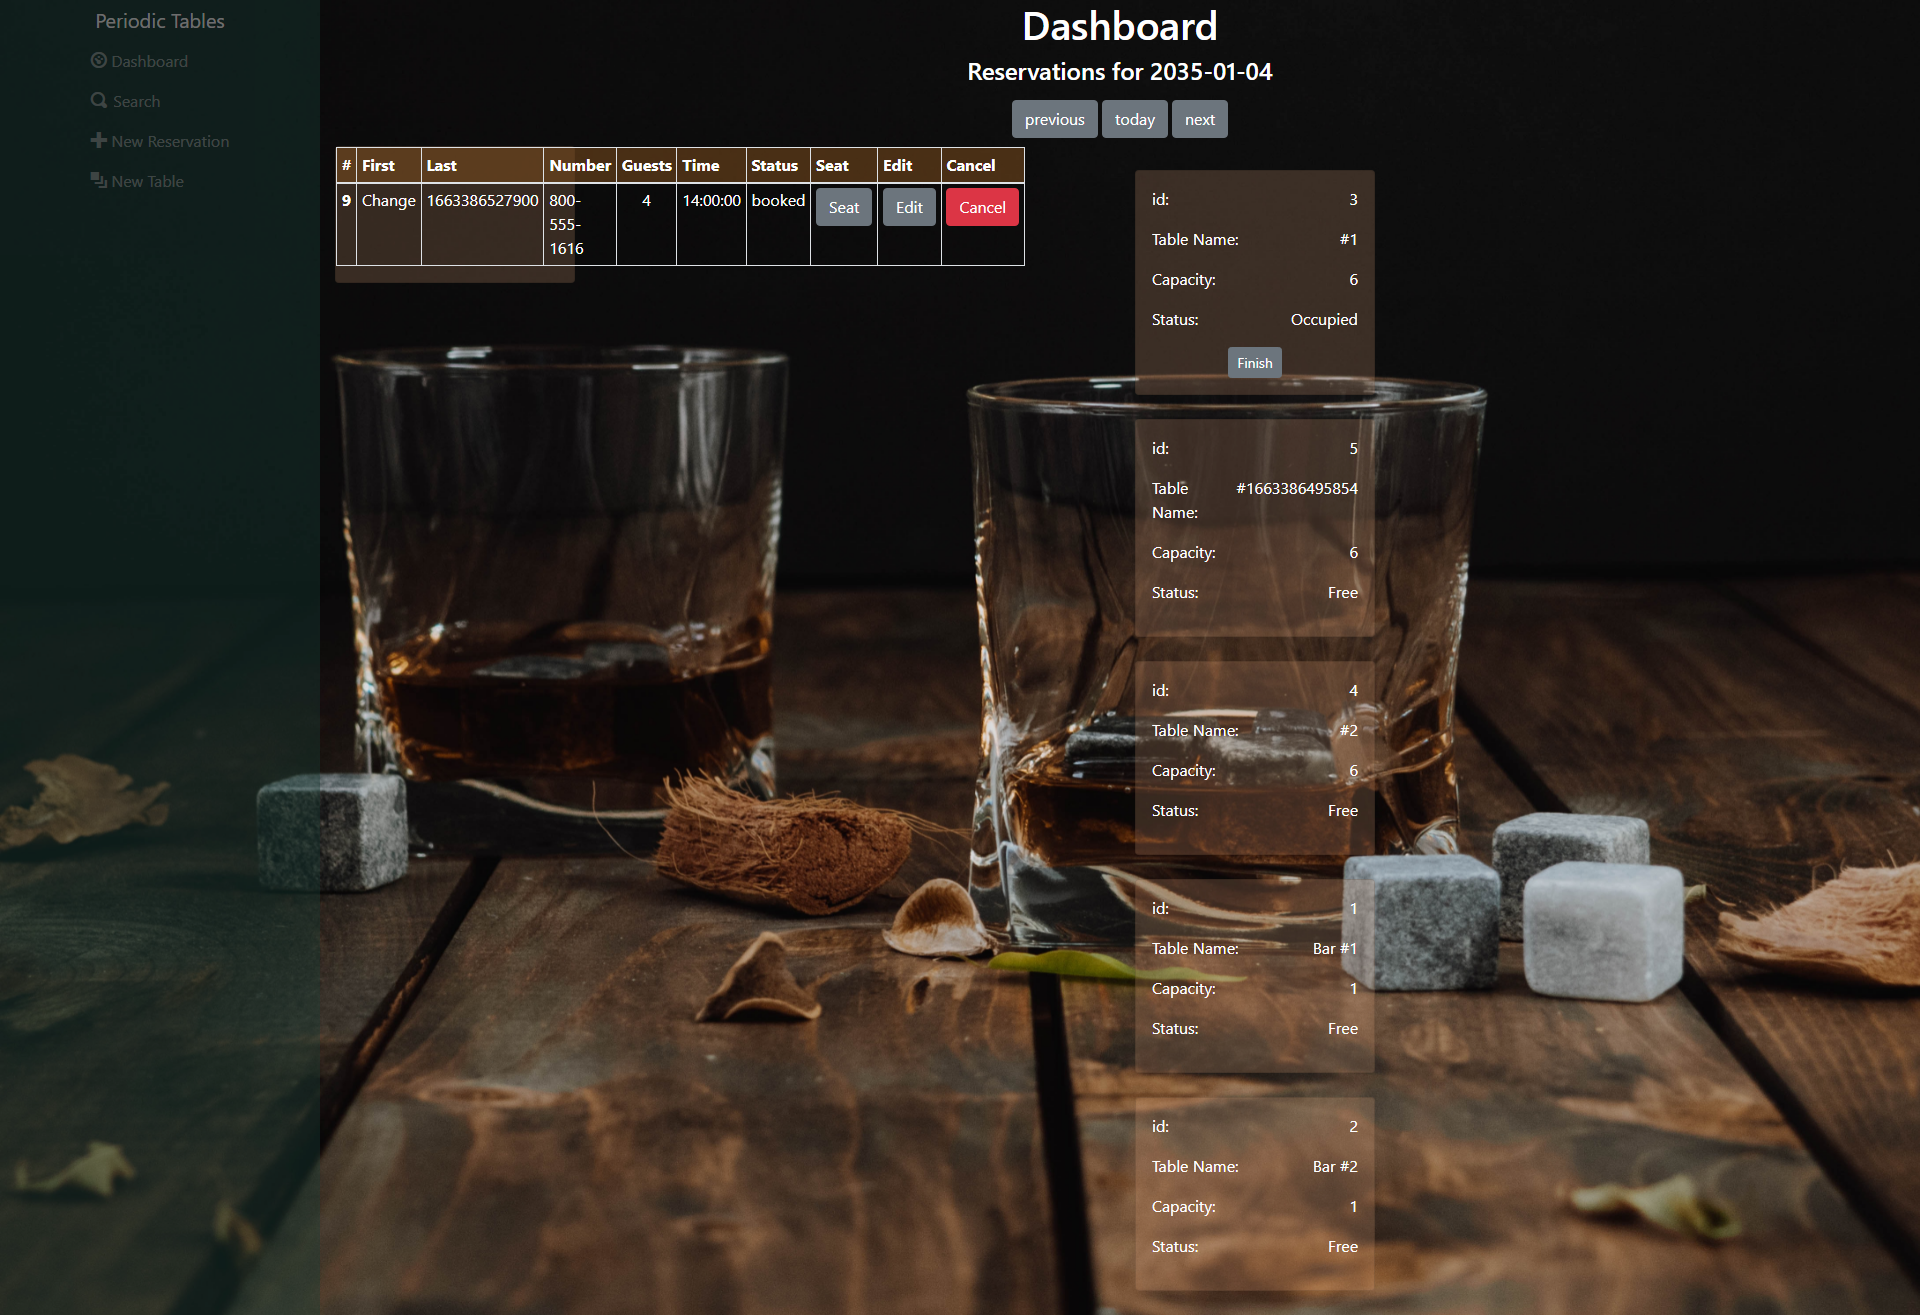 Periodic Tables
Dashboard
Search
New Reservation
New Table
Dashboard
Reservations for 2035-01-04
previous today next
# First Last Number Guests Time Status Seat Edit Cancel
9 Change 1663386527900 800- 4 14:00:00 booked Seat Edit Cancel
555-
1616
id: 3
Table Name: #1
Capacity: 6
Status: Occupied
Finish
id: 5
Table #1663386495854
Name:
Capacity: 6
Status: Free
id: 4
Table Name: #2
Capacity: 6
Status: Free
id: 1
Table Name: Bar #1
Capacity: 1
Status: Free
id: 2
Table Name: Bar #2
Capacity: 1
Status: Free